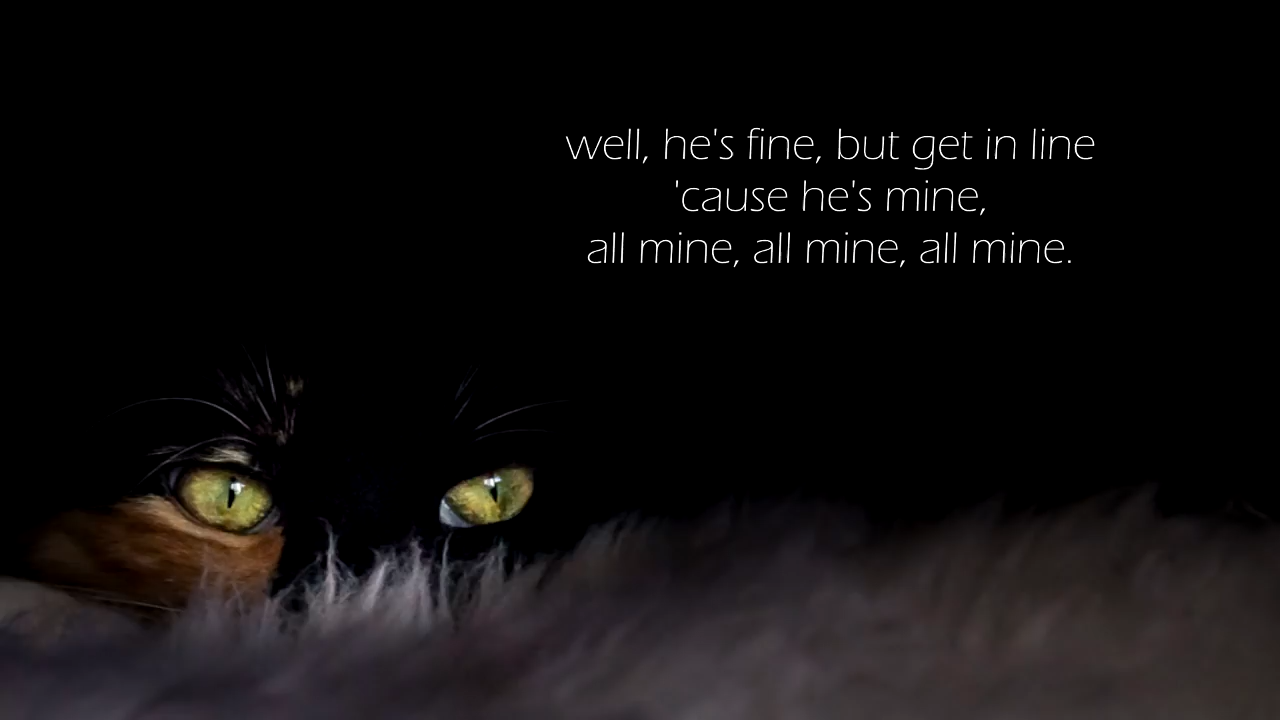 well, he's fine, but get in line
'cause he's mine,
all mine, all mine, all mine.